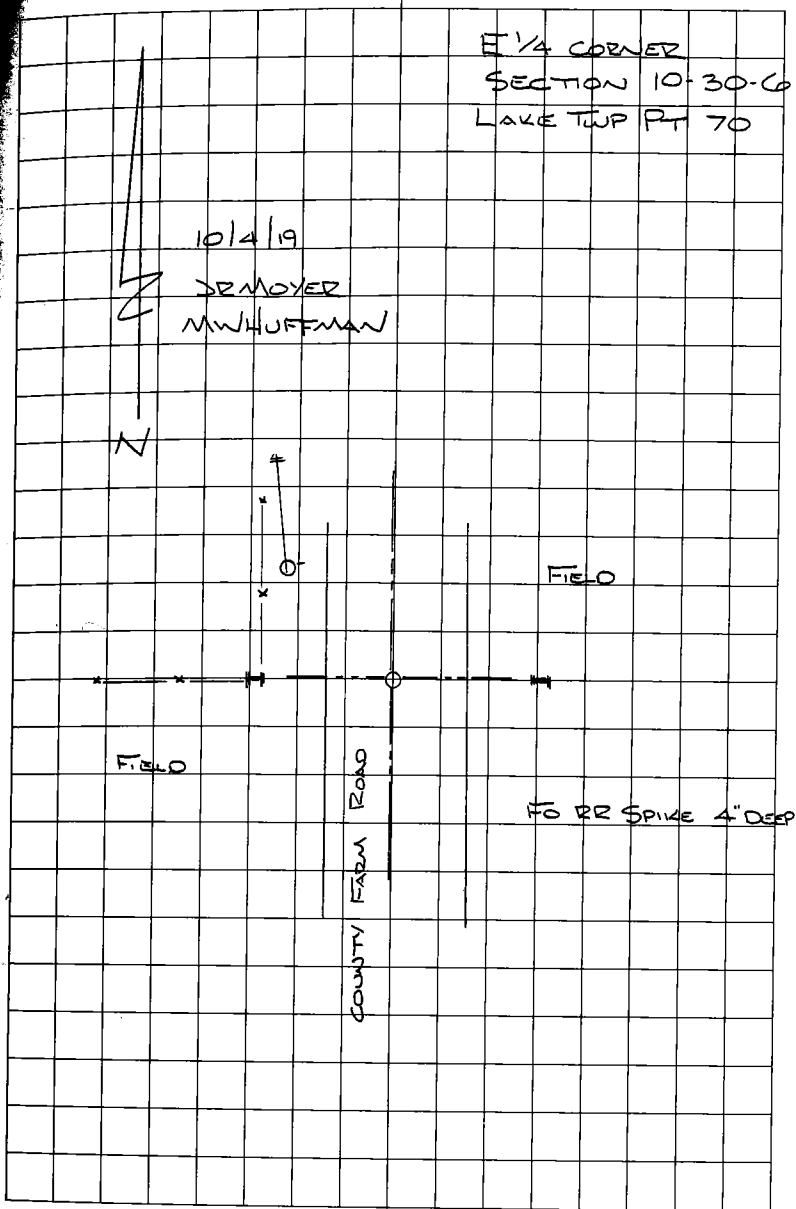 E 1/4 CORNER
SECTION 10-30-6
LAKE TWP PT 70
10/4/19
DRMOYER
MWHUFFMAN
N
FIELD
FIELD
COUNTY FARM ROAD
FO RR SPIKE 4" DEEP